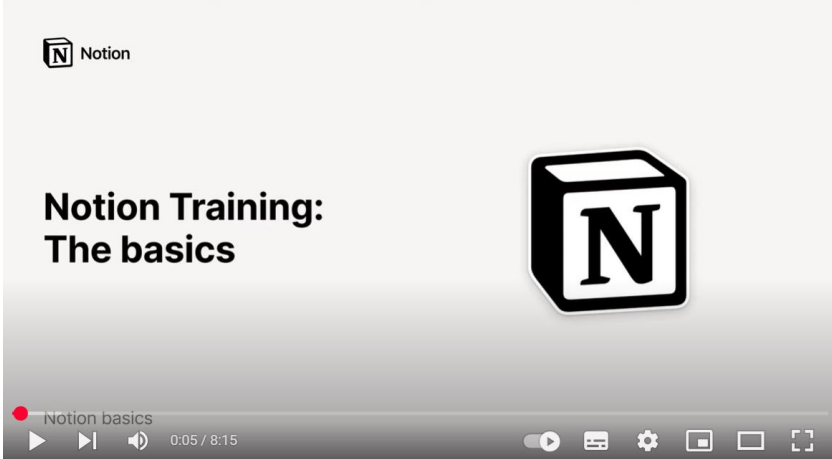 Notion
Notion Training:
The basics
N
Notion basics
0:05 / 8:15